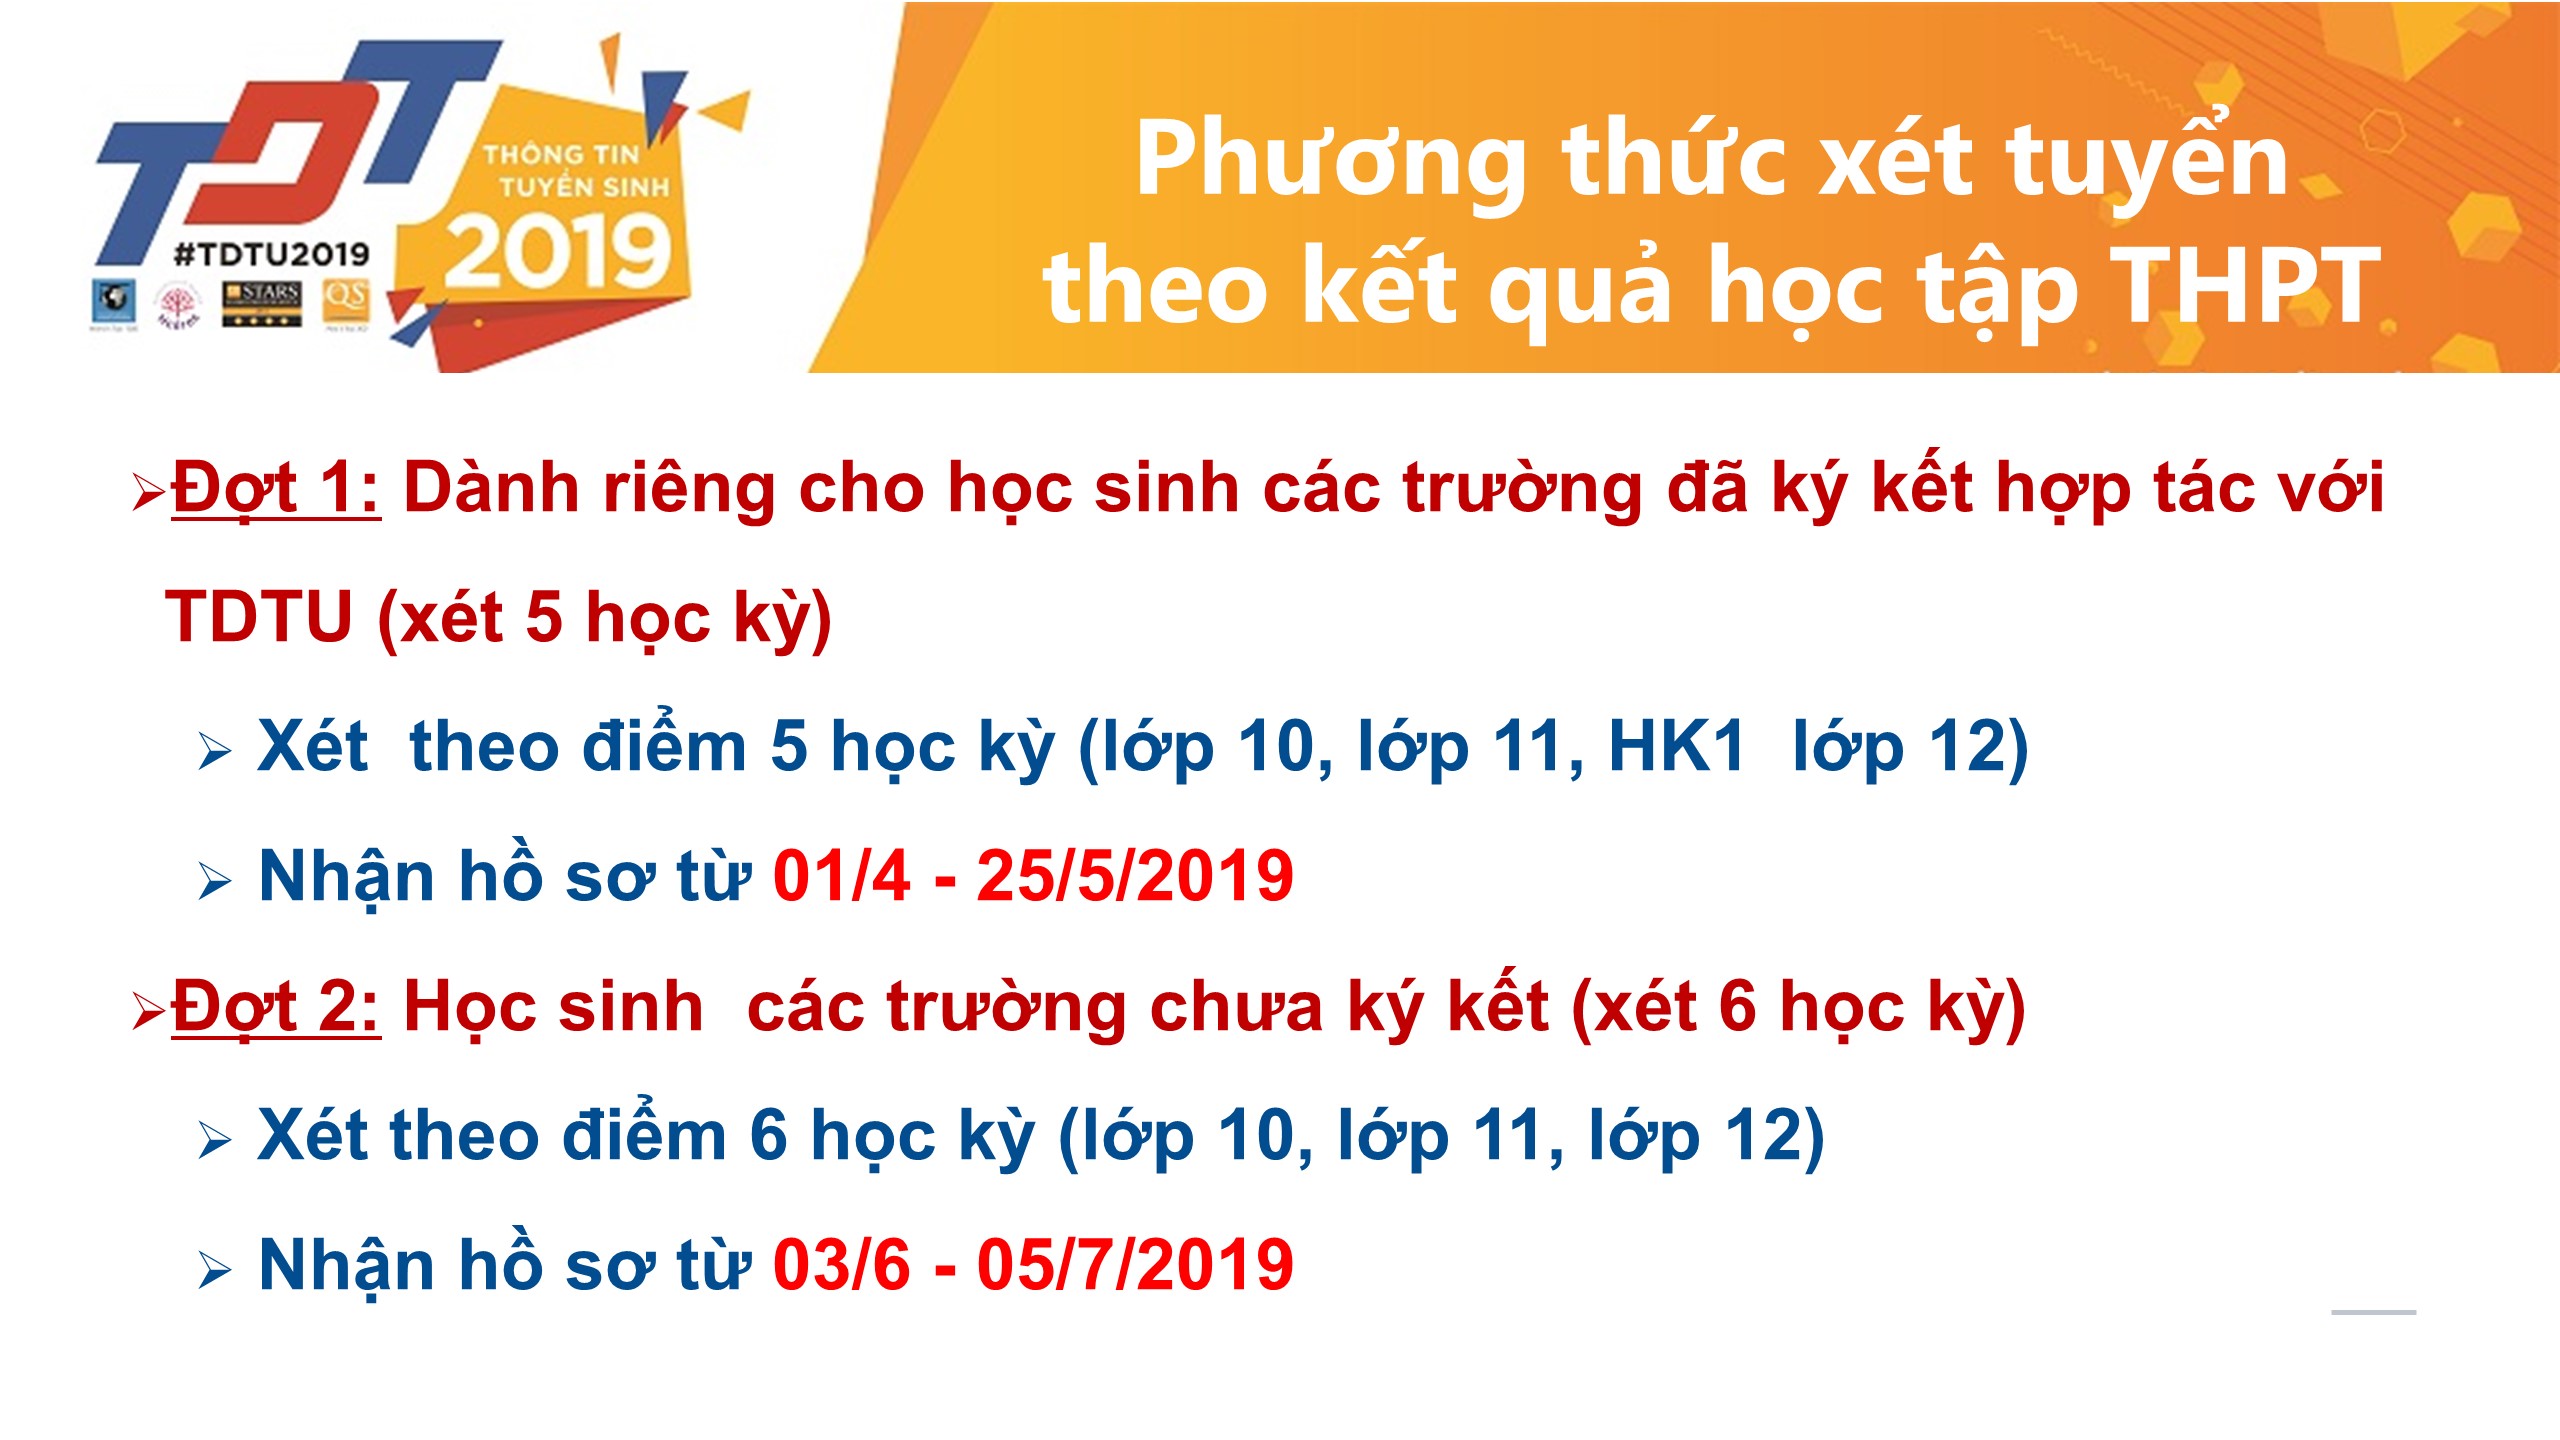 TDT
THÔNG TIN
TUYỂN SINH
2019
#TDTU2019
STARS
QS
Phương thức xét tuyển
theo kết quả học tập THPT
Đợt 1: Dành riêng cho học sinh các trường đã ký kết hợp tác với
TDTU (xét 5 học kỳ)
Xét theo điểm 5 học kỳ (lớp 10, lớp 11, HK1 lớp 12)
Nhận hồ sơ từ 01/4 - 25/5/2019
Đợt 2: Học sinh các trường chưa ký kết (xét 6 học kỳ)
Xét theo điểm 6 học kỳ (lớp 10, lớp 11, lớp 12)
Nhận hồ sơ từ 03/6 - 05/7/2019